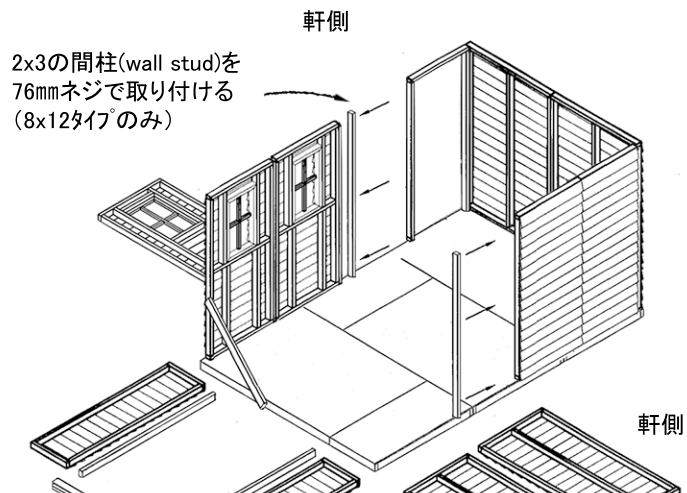 軒側
2x3の間柱(wall stud)を
76mmネジで取り付ける
(8x12ﾀｲﾌﾟのみ)
軒側